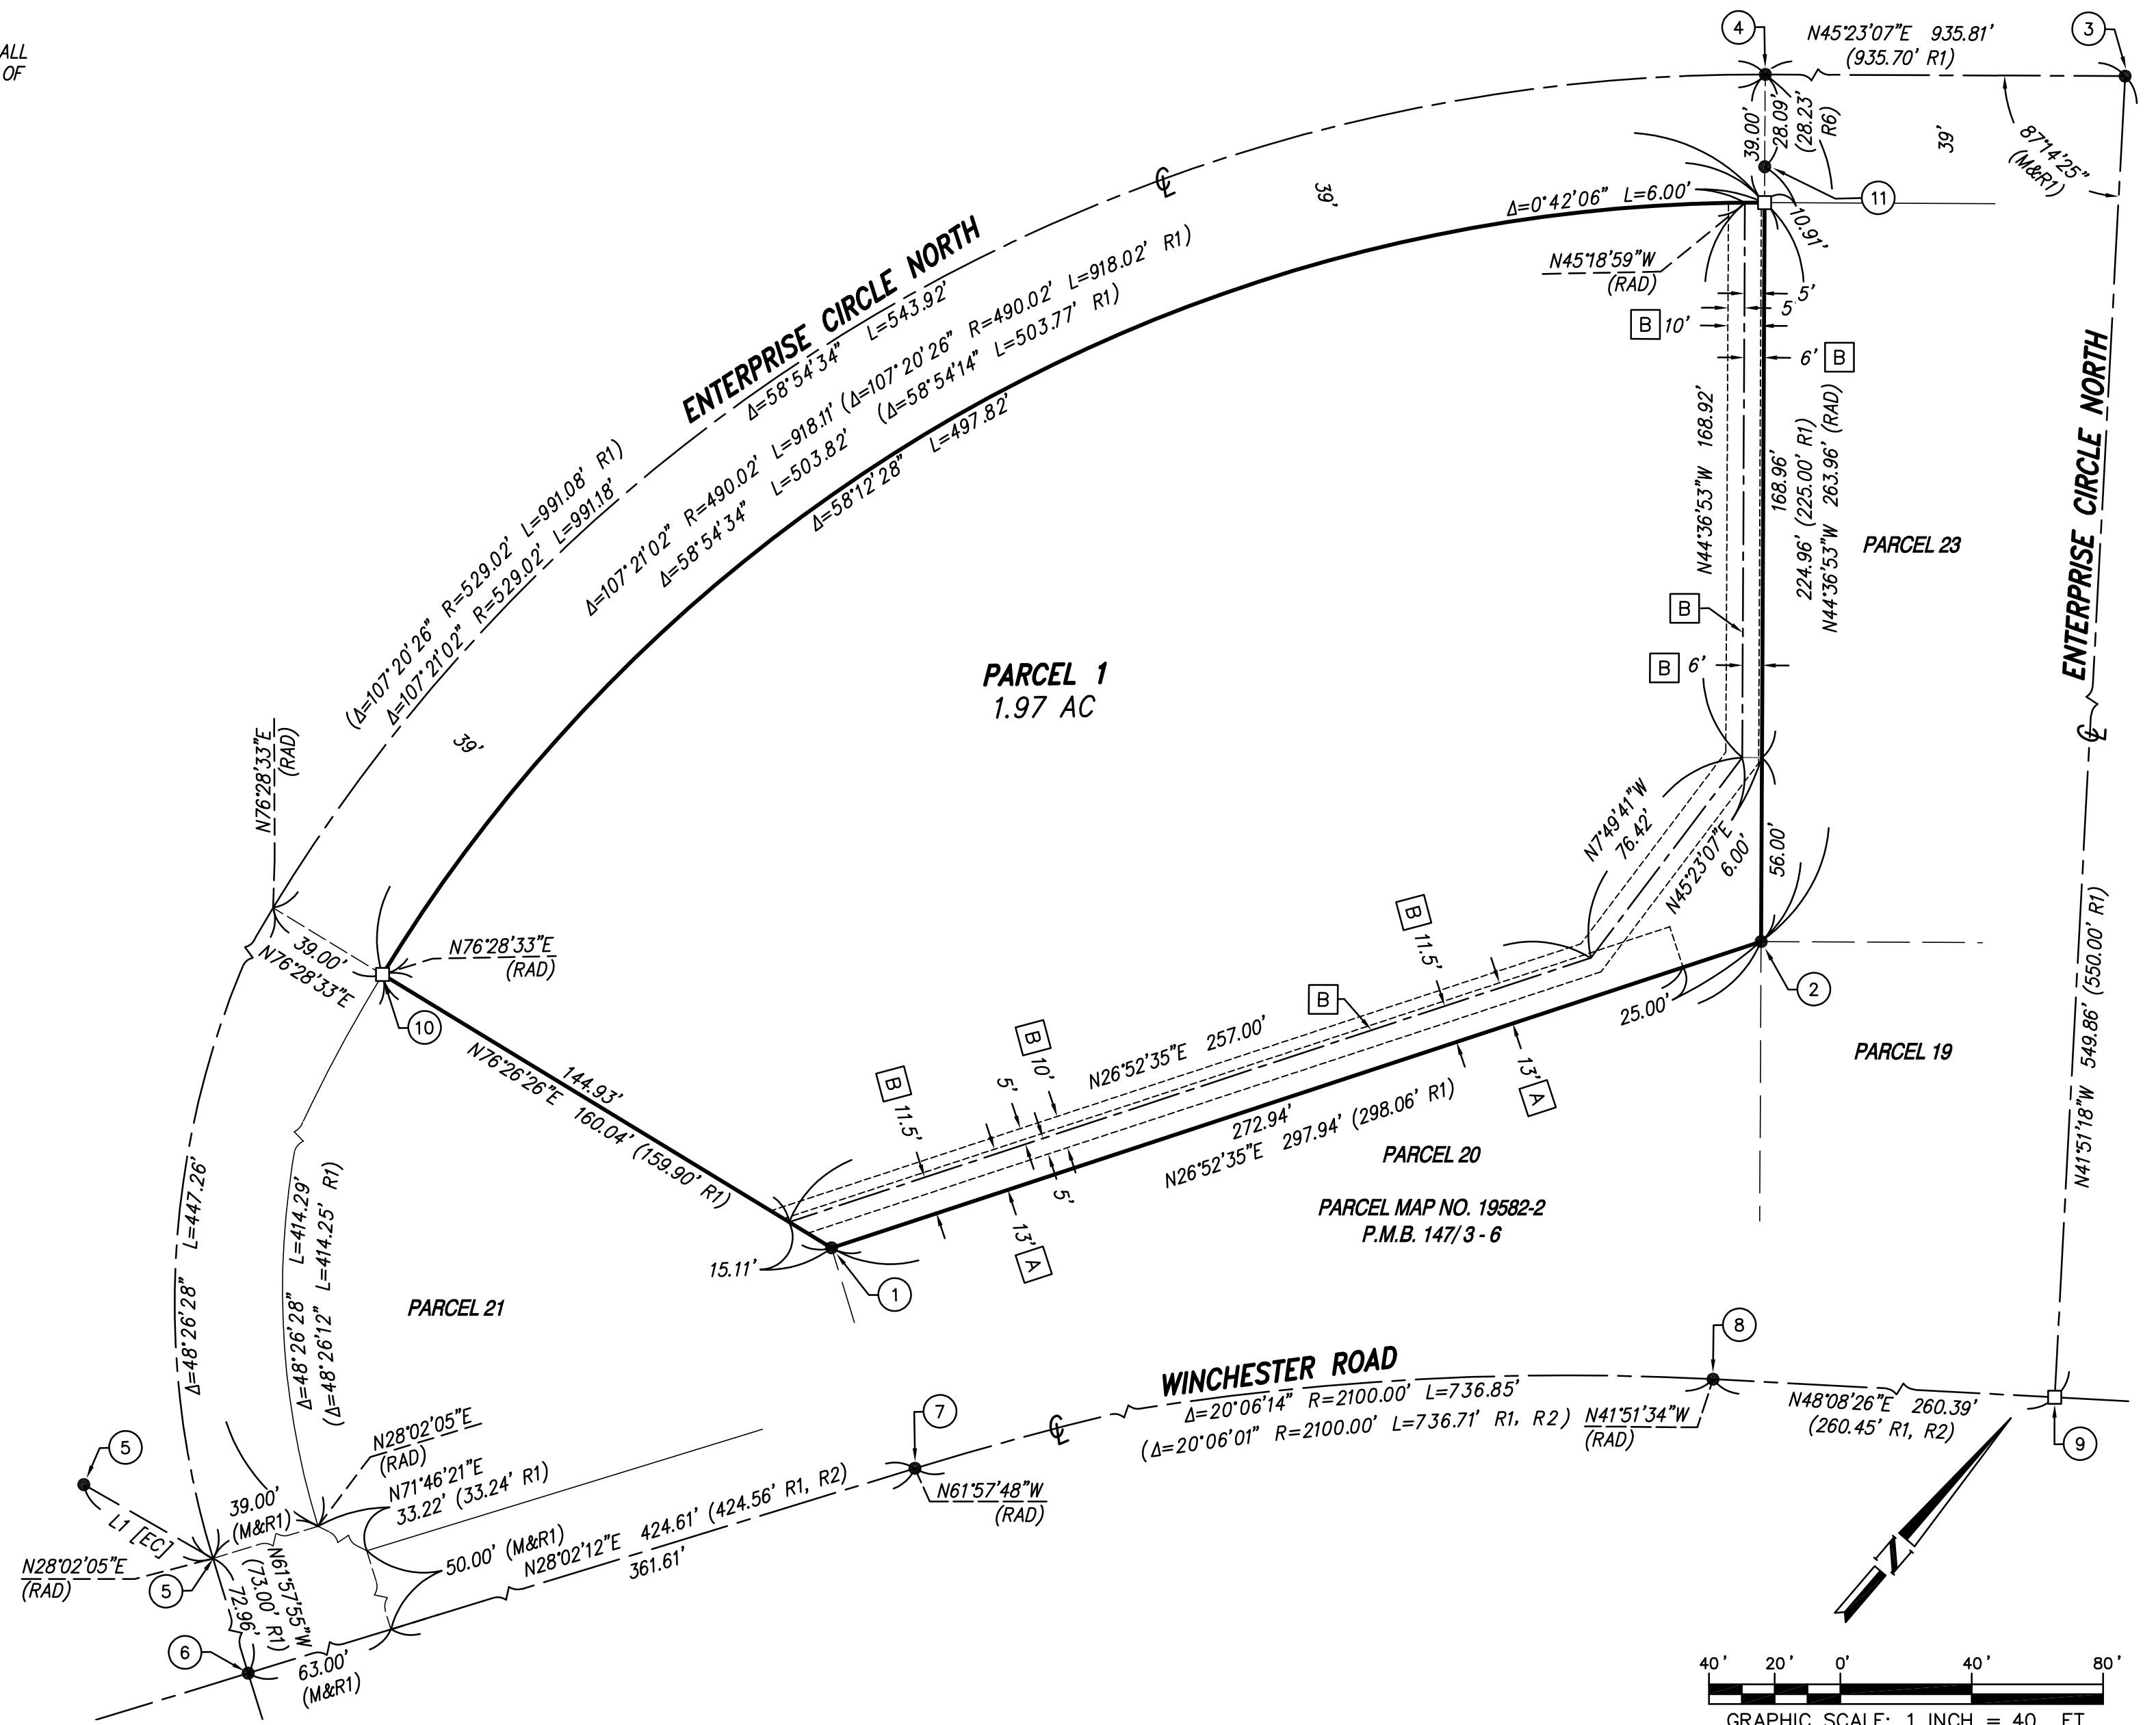 ALL
OF
4
N45°23'07"E 935.81'
(935.70' R1)
3
39.00'
28.09'
(28.23'
R6)
39'
87°14'25"
(M&R1)
11
10.91'
Δ=0°42'06" L=6.00'
N45°18'59"W
(RAD)
5'
5'
B 10'
6' B
39'
ENTERPRISE CIRCLE NORTH
Δ=58°54'34" L=543.92'
Δ=107°21'02" R=490.02' L=918.11' (Δ=107°20'26" R=490.02' L=918.02' R1)
Δ=58°54'34" L=503.82' (Δ=58°54'14" L=503.77' R1)
Δ=58°12'28" L=497.82'
(Δ=107°20'26" R=529.02' L=991.08' R1)
Δ=107°21'02" R=529.02' L=991.18'
39'
N44°36'53"W 168.92'
168.96'
224.96' (225.00' R1)
N44°36'53"W 263.96' (RAD)
PARCEL 23
ENTERPRISE CIRCLE NORTH
B
B 6'
PARCEL 1
1.97 AC
N76°28'33"E
(RAD)
N7°49'41"W
76.42'
N45°23'07"E
6.00'
56.00'
39.00'
N76°28'33"E
N76°28'33"E
(RAD)
10
2
25.00'
B 11.5'
B
B 10'
5'
N26°52'35"E 257.00'
B 11.5'
13' A
PARCEL 19
N41°51'18"W 549.86' (550.00' R1)
144.93'
N76°26'26"E 160.04' (159.90' R1)
272.94'
N26°52'35"E 297.94' (298.06' R1)
5'
13' A
PARCEL 20
PARCEL MAP NO. 19582-2
P.M.B. 147/3 - 6
15.11'
1
Δ=48°26'28" L=447.26'
Δ=48°26'28" L=414.29'
(Δ=48°26'12" L=414.25' R1)
PARCEL 21
8
WINCHESTER ROAD
Δ=20°06'14" R=2100.00' L=736.85'
(Δ=20°06'01" R=2100.00' L=736.71' R1, R2)
N41°51'34"W
(RAD)
N48°08'26"E 260.39'
(260.45' R1, R2)
9
7
N61°57'48"W
(RAD)
N28°02'05"E
(RAD)
N71°46'21"E
33.22' (33.24' R1)
5
L1 [EC]
39.00'
(M&R1)
50.00' (M&R1)
N28°02'12"E 424.61' (424.56' R1, R2)
361.61'
N28°02'05"E
(RAD)
5
N61°57'55"W
(73.00' R1)
72.96'
6
63.00'
(M&R1)
N
40' 20' 0' 40' 80'
GRAPHIC SCALE: 1 INCH = 40 FT